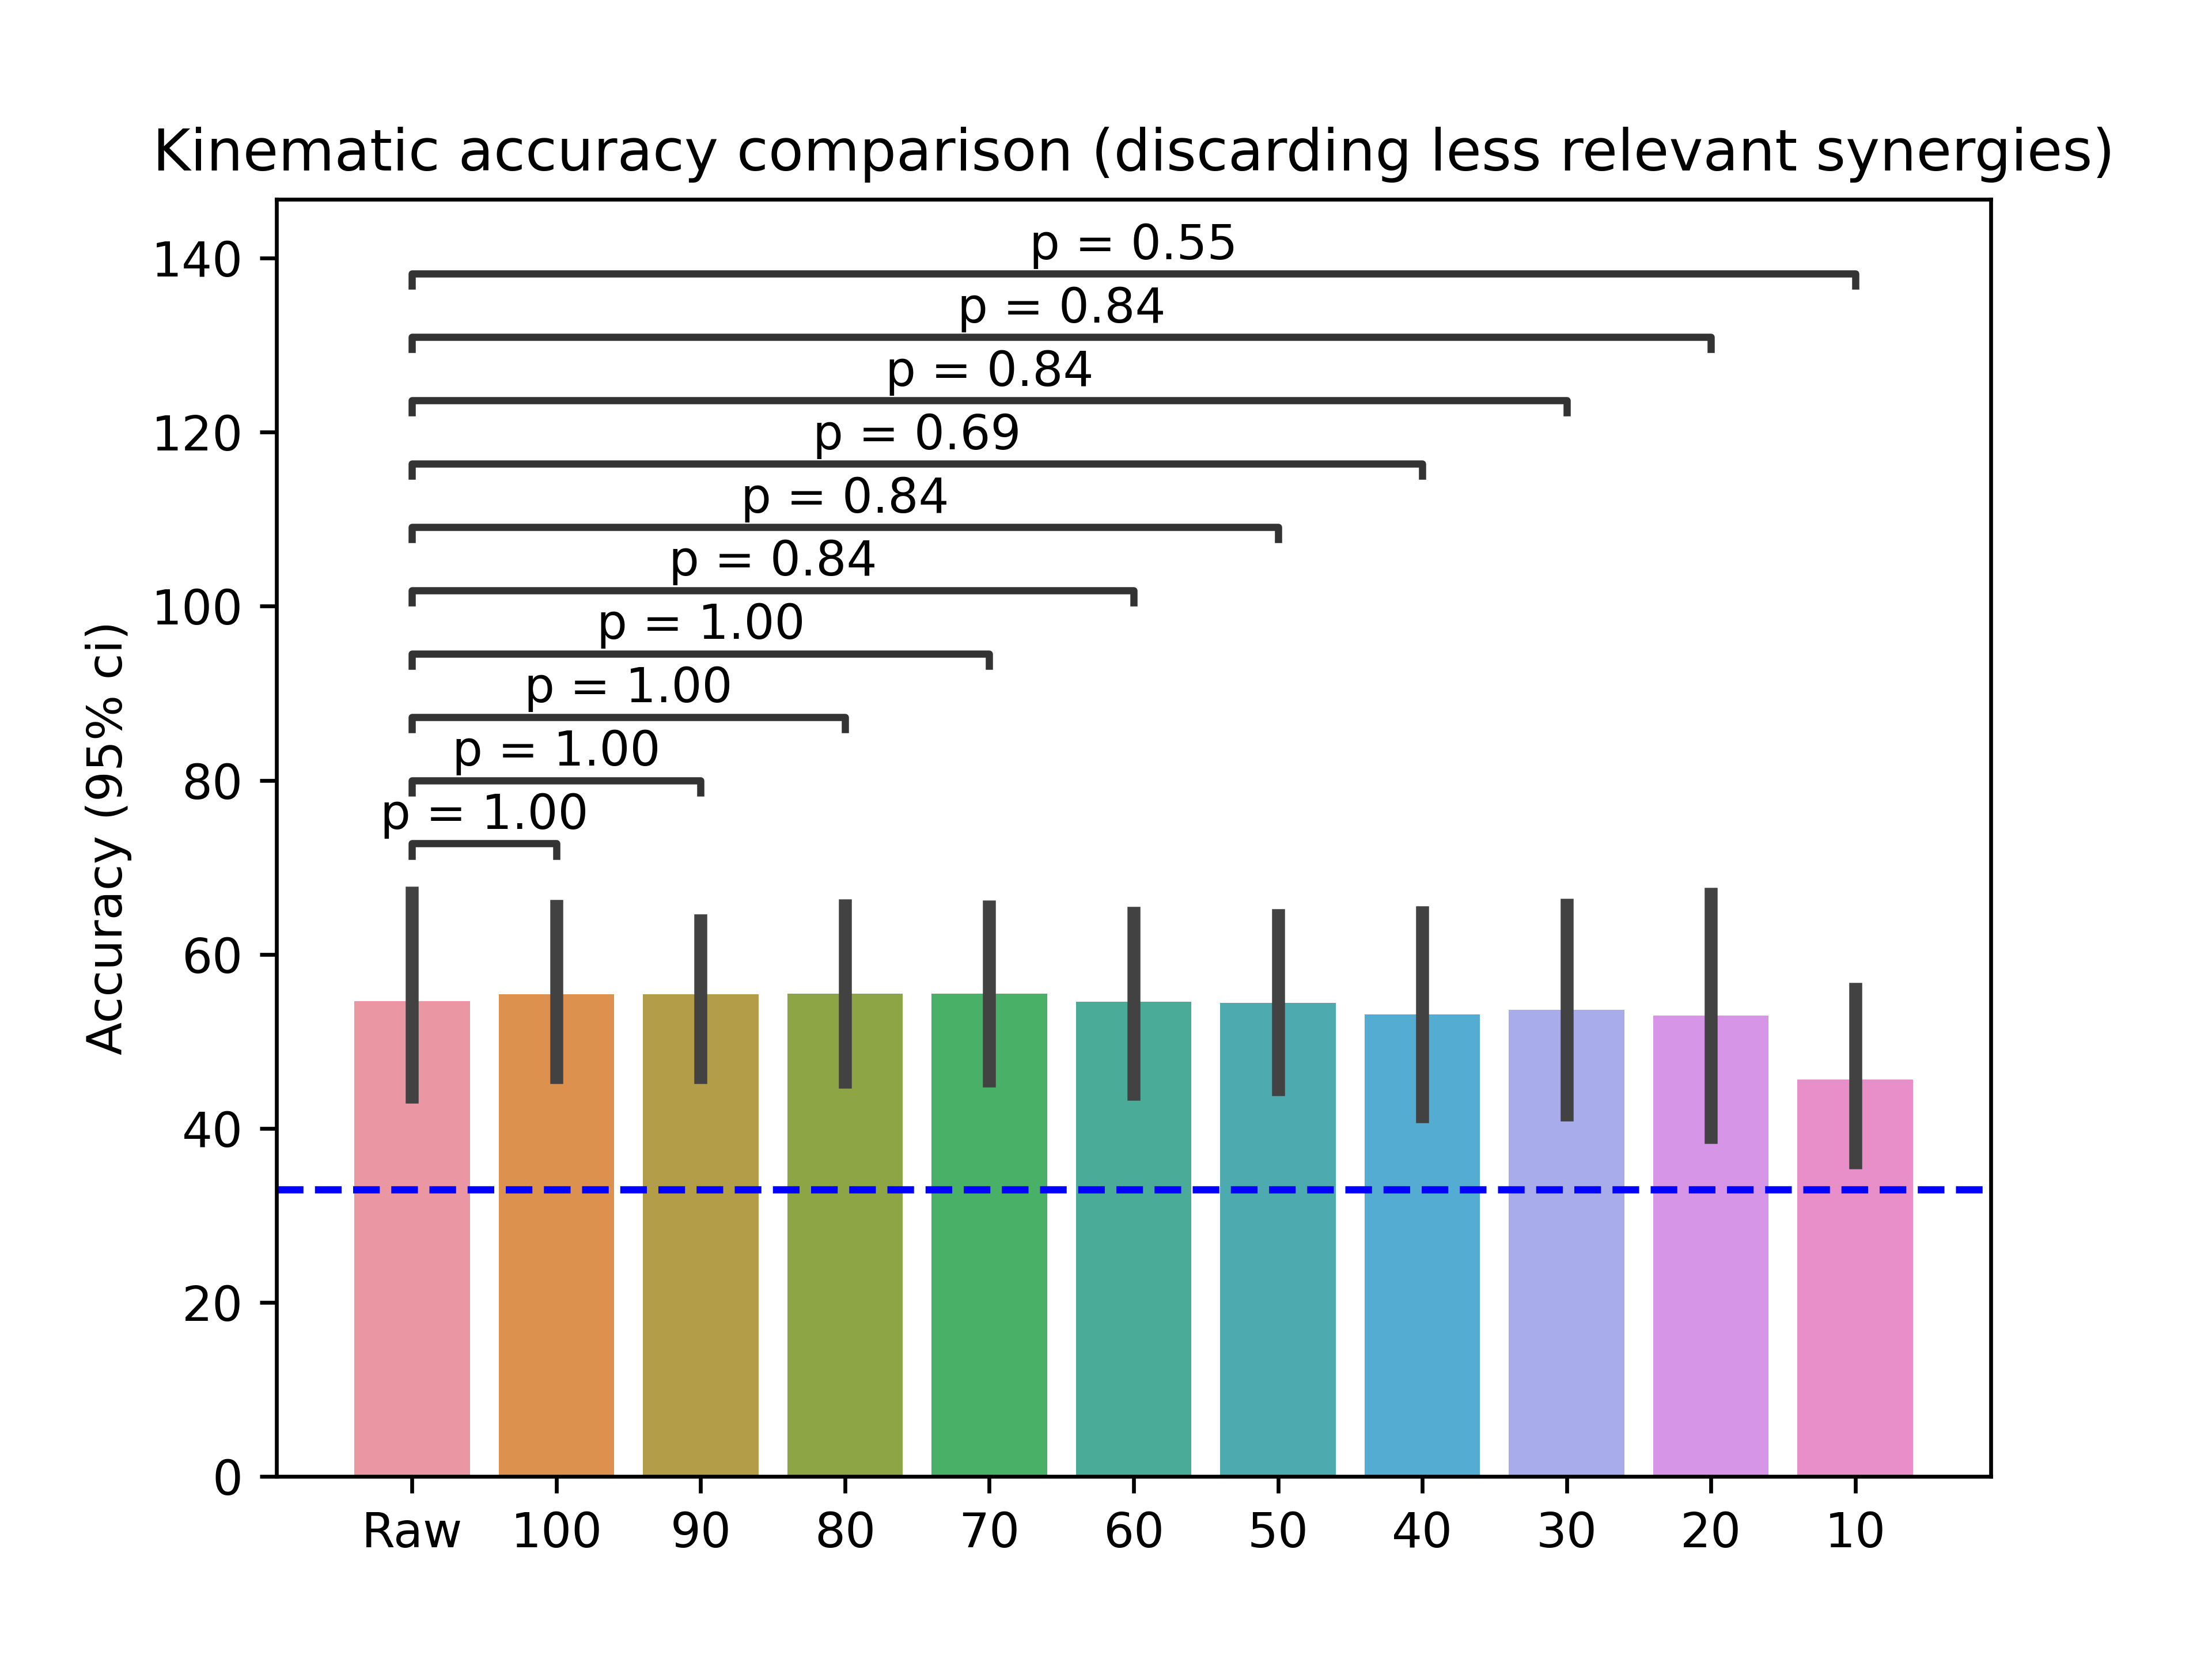 Kinematic accuracy comparison (discarding less relevant synergies)
p = 0.55
p = 0.84
p = 0.84
p = 0.69
p = 0.84
p = 0.84
p = 1.00
p = 1.00
p = 1.00
p = 1.00
140
120
100
80
60
40
20
0
Accuracy (95% ci)
Raw 100 90 80 70 60 50 40 30 20 10